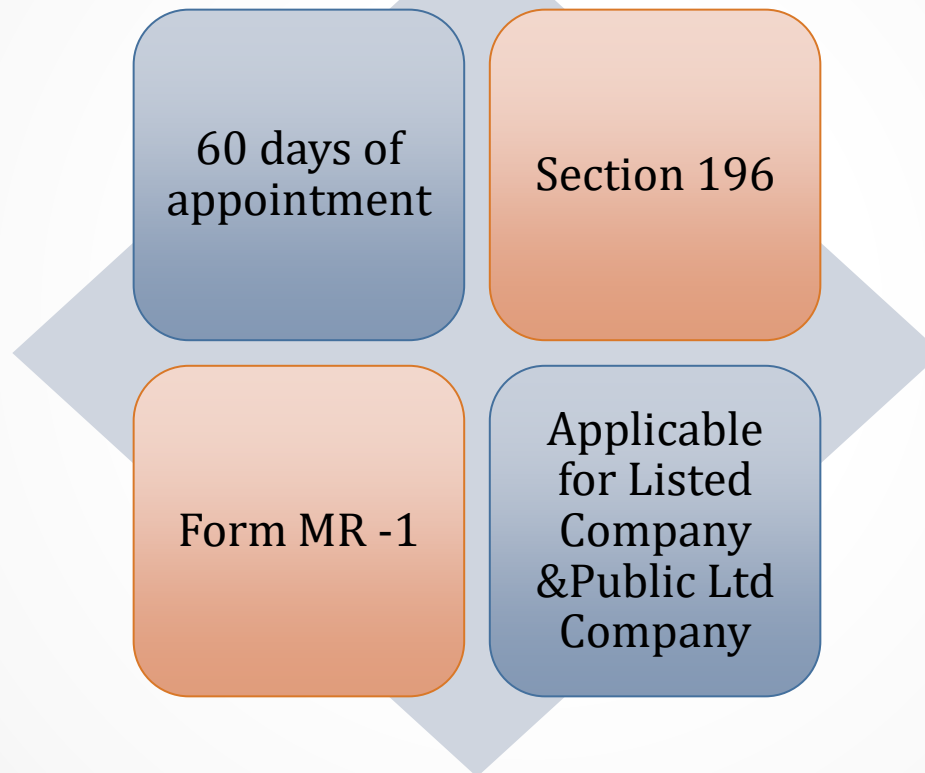 60 days of
appointment
Section 196
Form MR -1
Applicable
for Listed
Company
&Public Ltd
Company